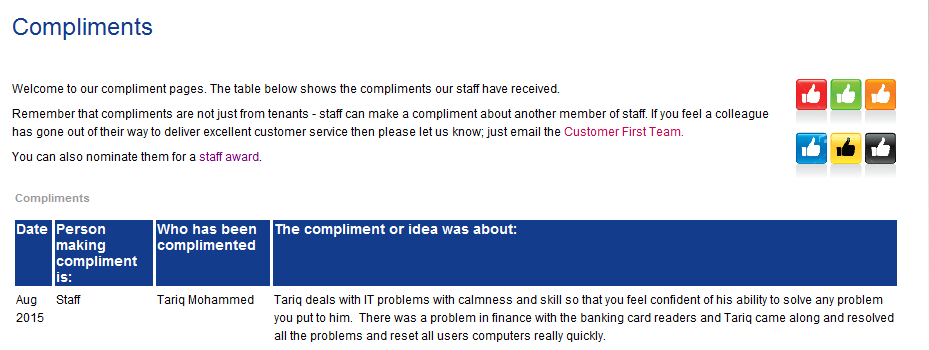 Compliments
Welcome to our compliment pages. The table below shows the compliments our staff have received.
Remember that compliments are not just from tenants - staff can make a compliment about another member of staff. If you feel a colleague
has gone out of their way to deliver excellent customer service then please let us know; just email the Customer First Team.
You can also nominate them for a staff award.
Compliments
Date
Person
making
compliment
is:
Who has been
complimented
The compliment or idea was about:
Aug
2015
Staff
Tariq Mohammed
Tariq deals with IT problems with calmness and skill so that you feel confident of his ability to solve any problem
you put to him.  There was a problem in finance with the banking card readers and Tariq came along and resolved
all the problems and reset all users computers really quickly.